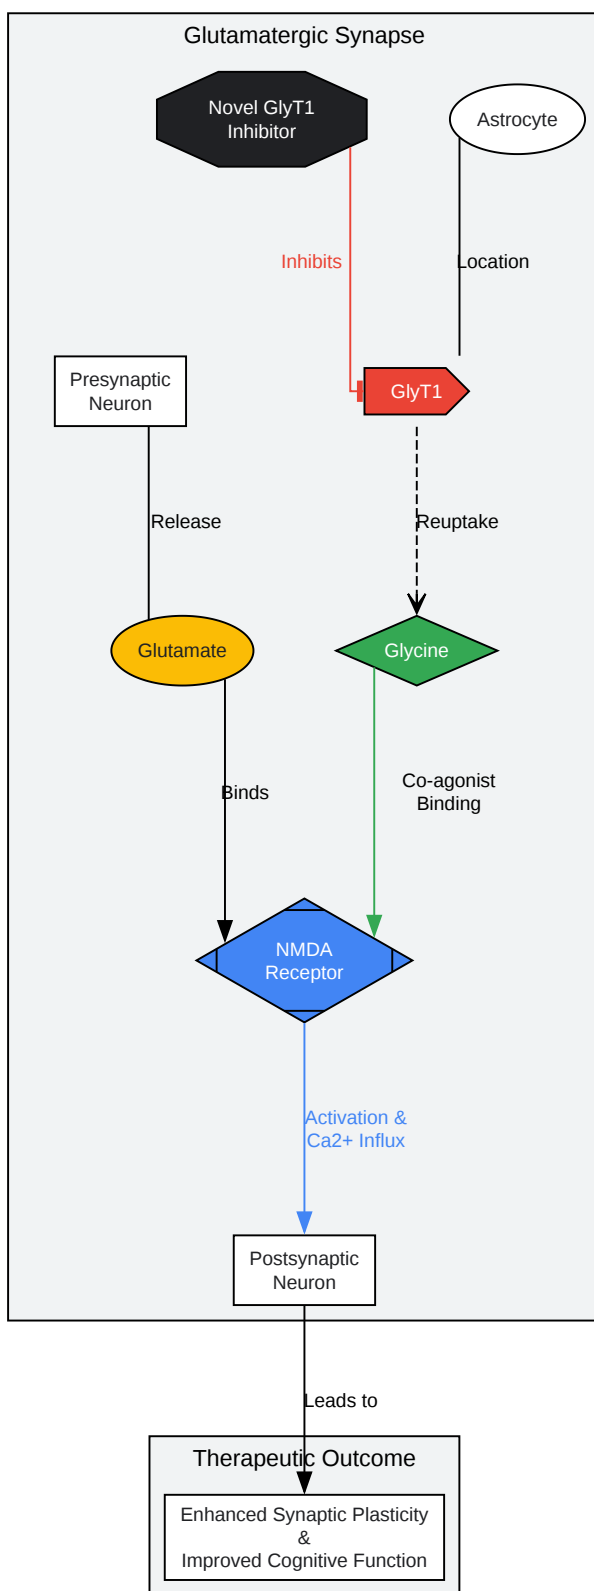 Glutamatergic Synapse
Novel GlyT1
Inhibitor
Astrocyte
Inhibits
Location
Presynaptic
Neuron
GlyT1
Release
Reuptake
Glutamate
Glycine
Binds
Co-agonist
Binding
NMDA
Receptor
Activation &
Ca2+ Influx
Postsynaptic
Neuron
Leads to
Therapeutic Outcome
Enhanced Synaptic Plasticity
&
Improved Cognitive Function